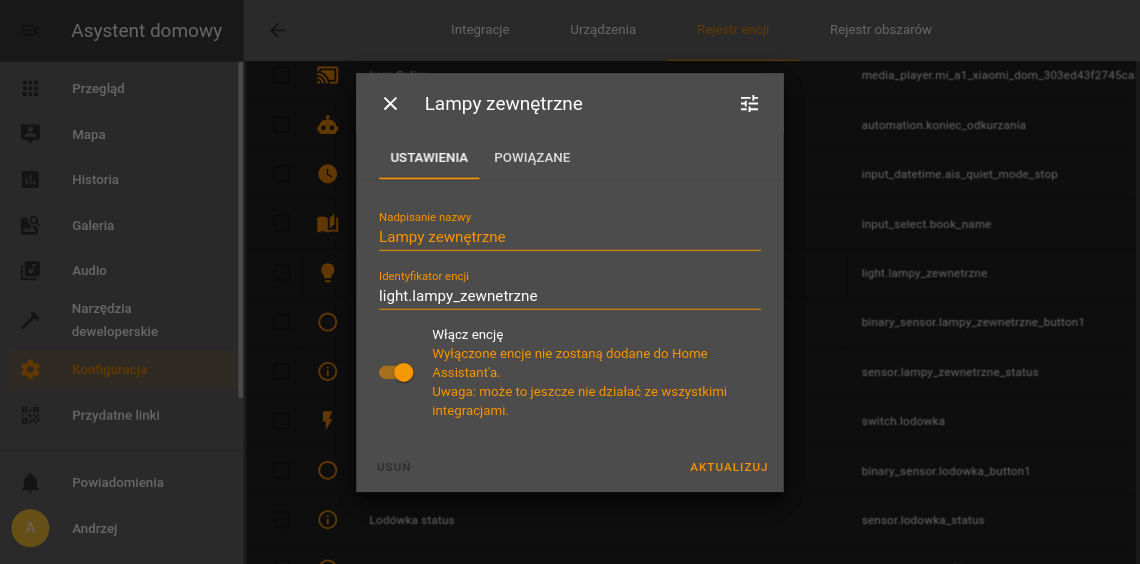 Asystent domowy
Integracje
Urządzenia
Rejestr encji
Rejestr obszarów
Przegląd
Mapa
Historia
Galeria
Audio
Narzędzia
deweloperskie
Konfiguracja
Przydatne linki
Powiadomienia
A
Andrzej
Lampy zewnętrzne
USTAWIENIA
POWIĄZANE
Nadpisanie nazwy
Lampy zewnętrzne
Identyfikator encji
light.lampy_zewnetrzne
Włącz encję
Wyłączone encje nie zostaną dodane do Home
Assistant'a.
Uwaga: może to jeszcze nie działać ze wszystkimi
integracjami.
USUŃ
AKTUALIZUJ
Lodówka status
media_player.mi_a1_xiaomi_dom_303ed43f2745ca
automation.koniec_odkurzania
input_datetime.ais_quiet_mode_stop
input_select.book_name
light.lampy_zewnetrzne
binary_sensor.lampy_zewnetrzne_button1
sensor.lampy_zewnetrzne_status
switch.lodowka
binary_sensor.lodowka_button1
sensor.lodowka_status